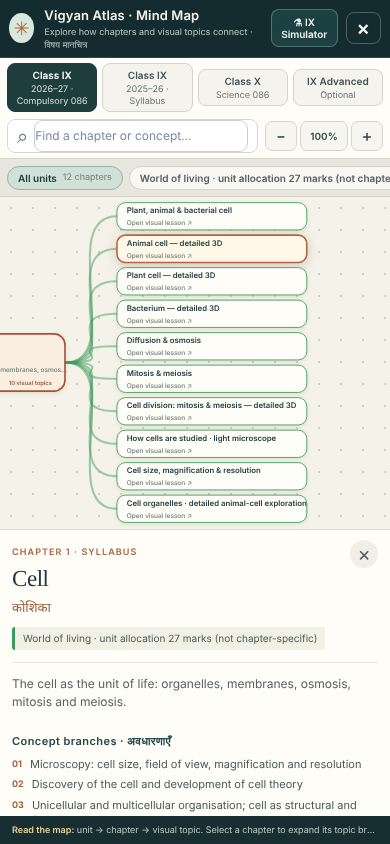 Vigyan Atlas · Mind Map
Explore how chapters and visual topics connect ·
विषय मानचित्र
⚗ IX
Simulator
×
Class IX
2026–27 ·
Compulsory 086
Class IX
2025–26 ·
Syllabus
Class X
Science 086
IX Advanced
Optional
Find a chapter or concept...
−
100%
+
All units 12 chapters
World of living · unit allocation 27 marks (not chapte
Plant, animal & bacterial cell
Open visual lesson ↗
Animal cell — detailed 3D
Open visual lesson ↗
Plant cell — detailed 3D
Open visual lesson ↗
Bacterium — detailed 3D
Open visual lesson ↗
Diffusion & osmosis
Open visual lesson ↗
membranes, osmos...
10 visual topics
Mitosis & meiosis
Open visual lesson ↗
Cell division: mitosis & meiosis — detailed 3D
Open visual lesson ↗
How cells are studied · light microscope
Open visual lesson ↗
Cell size, magnification & resolution
Open visual lesson ↗
Cell organelles · detailed animal-cell exploration
Open visual lesson ↗
CHAPTER 1 · SYLLABUS
×
Cell
कोशिका
World of living · unit allocation 27 marks (not chapter-specific)
The cell as the unit of life: organelles, membranes, osmosis,
mitosis and meiosis.
Concept branches · अवधारणाएँ
01 Microscopy: cell size, field of view, magnification and resolution
02 Discovery of the cell and development of cell theory
03 Unicellular and multicellular organisation; cell as structural and
Read the map: unit → chapter → visual topic. Select a chapter to expand its topic br...